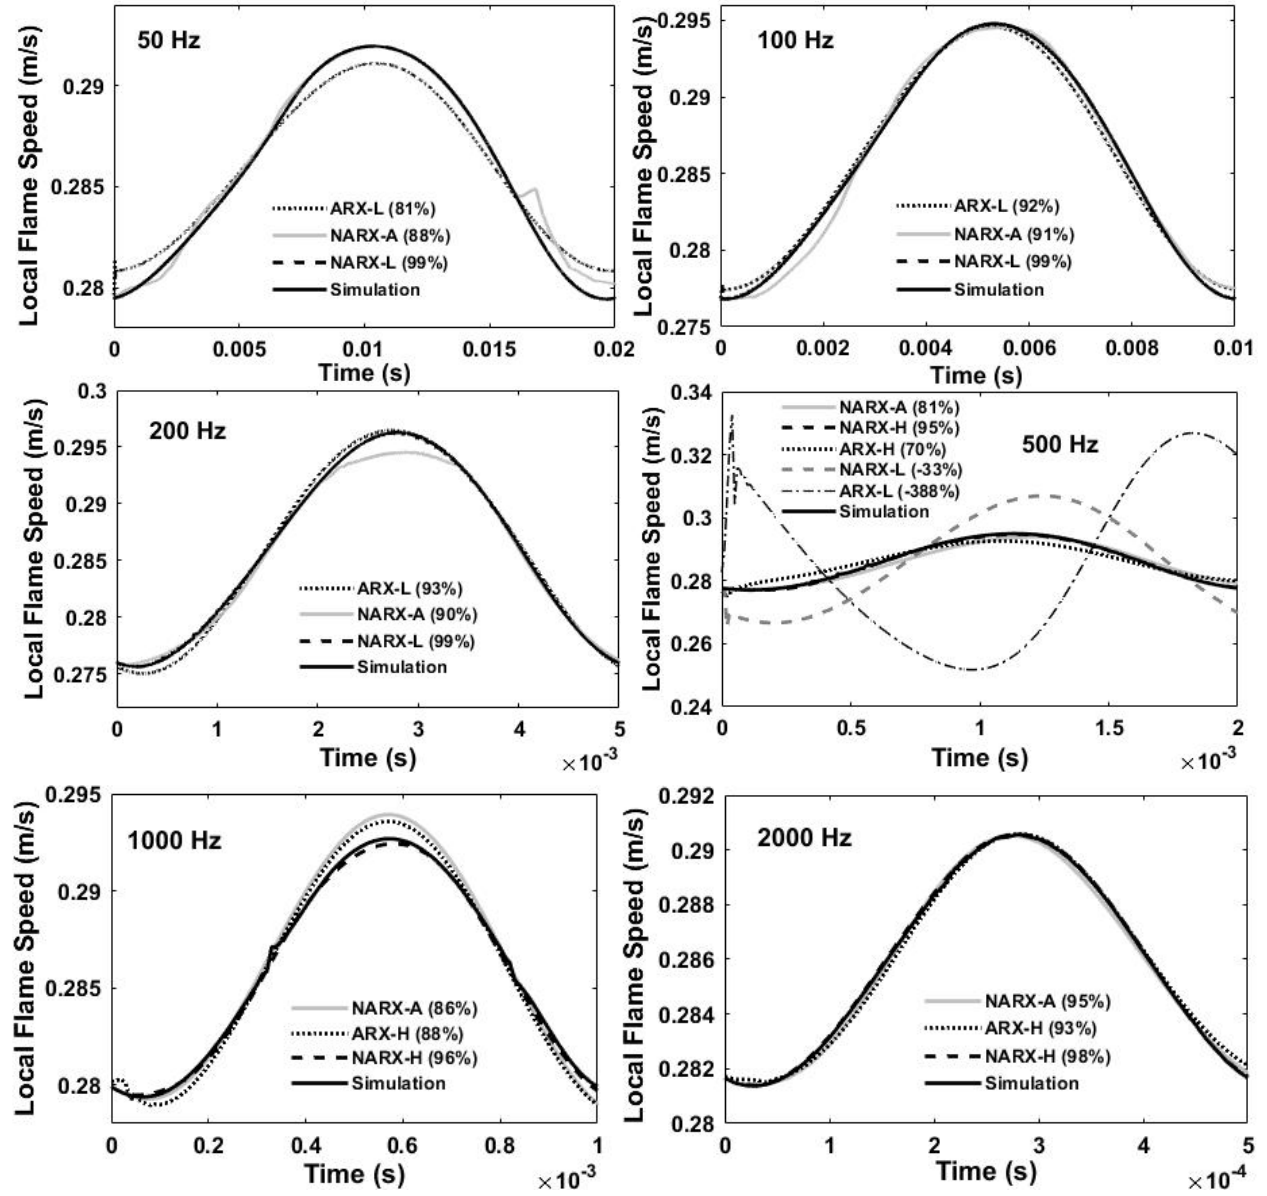 50 Hz
Local Flame Speed (m/s)
0.29
0.285
0.28
ARX-L (81%)
NARX-A (88%)
NARX-L (99%)
Simulation
0
0.005
0.01
0.015
0.02
Time (s)
100 Hz
Local Flame Speed (m/s)
0.295
0.29
0.285
0.28
0.275
ARX-L (92%)
NARX-A (91%)
NARX-L (99%)
Simulation
0
0.002
0.004
0.006
0.008
0.01
Time (s)
200 Hz
Local Flame Speed (m/s)
0.3
0.295
0.29
0.285
0.28
0.275
ARX-L (93%)
NARX-A (90%)
NARX-L (99%)
Simulation
0
1
2
3
4
5
Time (s)
×10-3
500 Hz
Local Flame Speed (m/s)
0.34
0.32
0.3
0.28
0.26
0.24
NARX-A (81%)
NARX-H (95%)
ARX-H (70%)
NARX-L (-33%)
ARX-L (-388%)
Simulation
0
0.5
1
1.5
2
Time (s)
×10-3
1000 Hz
Local Flame Speed (m/s)
0.295
0.29
0.285
0.28
NARX-A (86%)
ARX-H (88%)
NARX-H (96%)
Simulation
0
0.2
0.4
0.6
0.8
1
Time (s)
×10-3
2000 Hz
Local Flame Speed (m/s)
0.292
0.29
0.288
0.286
0.284
0.282
0.28
NARX-A (95%)
ARX-H (93%)
NARX-H (98%)
Simulation
0
1
2
3
4
5
Time (s)
×10-4